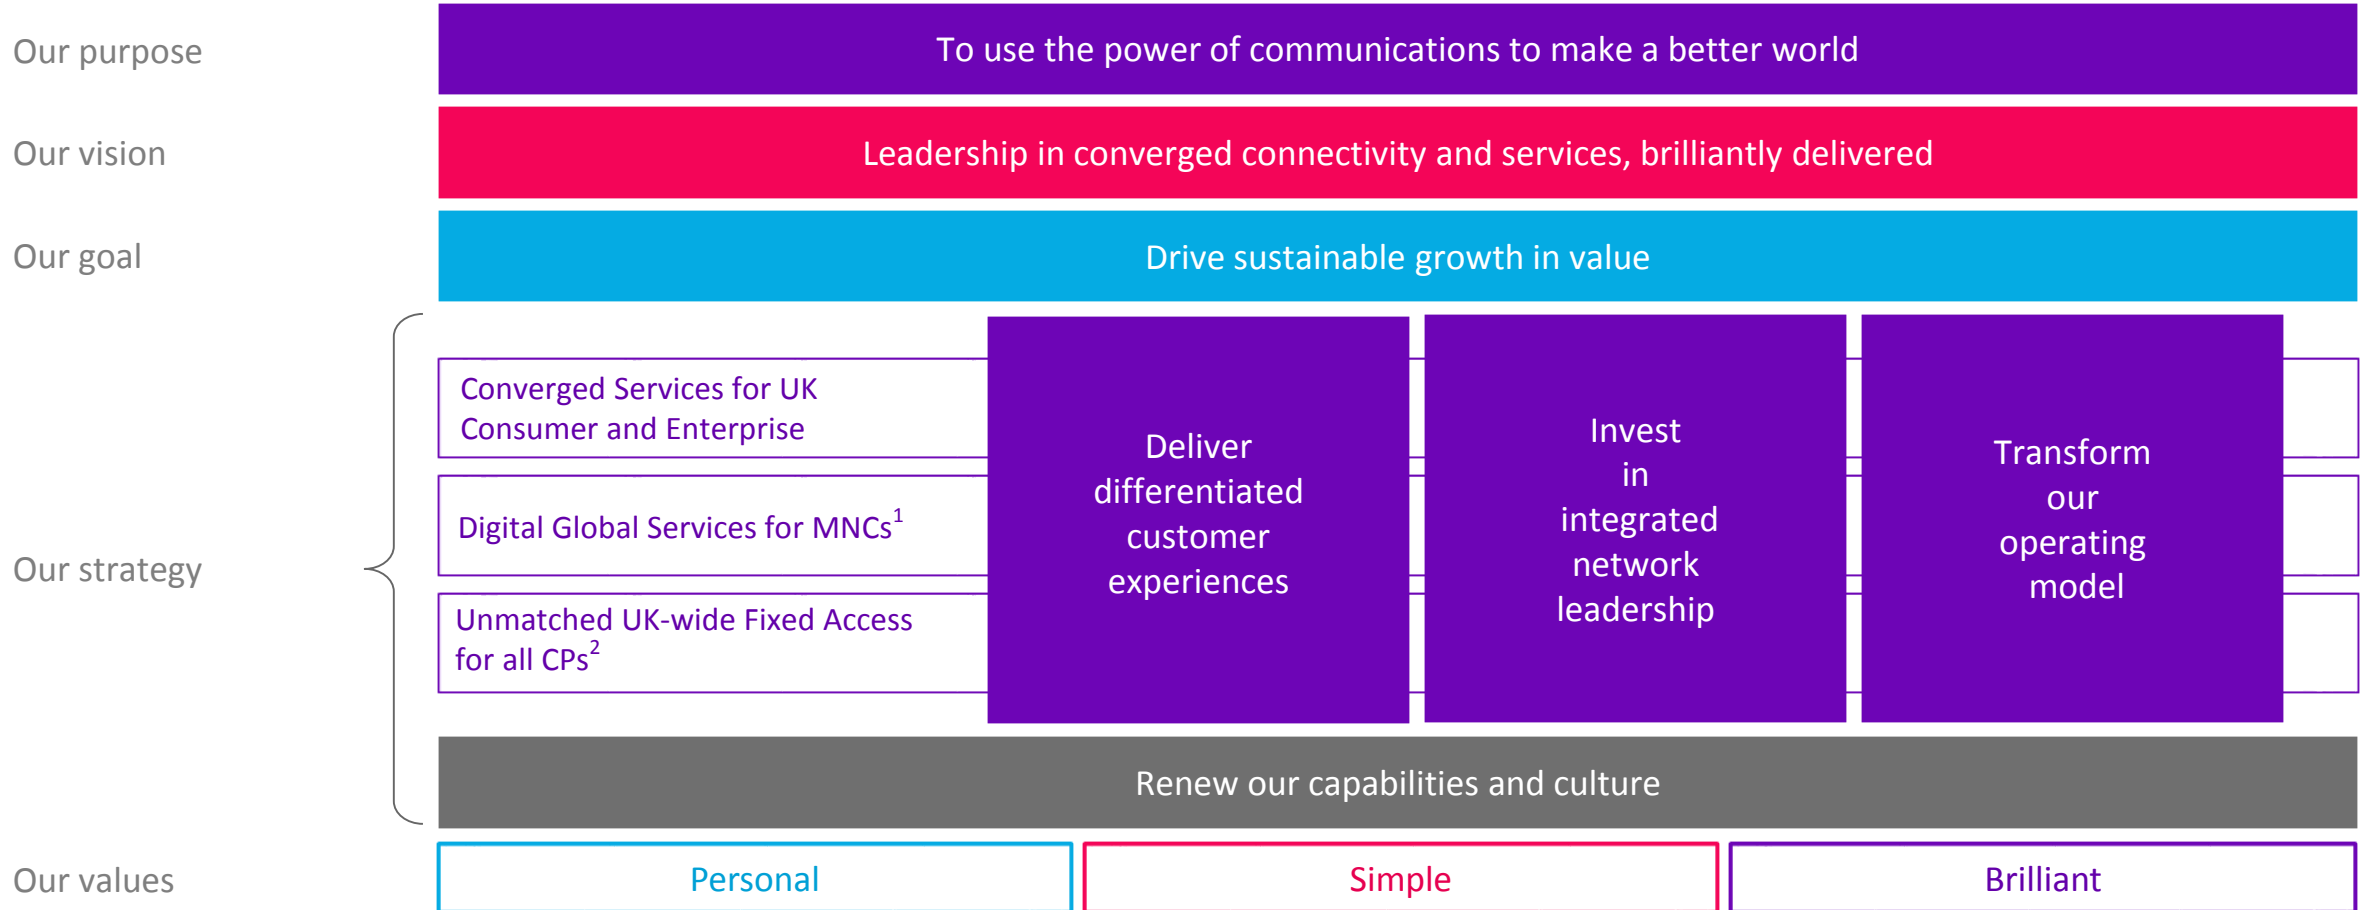 Our purpose
To use the power of communications to make a better world
Our vision
Leadership in converged connectivity and services, brilliantly delivered
Our goal
Drive sustainable growth in value
Our strategy
Converged Services for UK
Consumer and Enterprise
Digital Global Services for MNCs¹
Unmatched UK-wide Fixed Access
for all CPs²
Deliver
differentiated
customer
experiences
Invest
in
integrated
network
leadership
Transform
our
operating
model
Renew our capabilities and culture
Our values
Personal
Simple
Brilliant